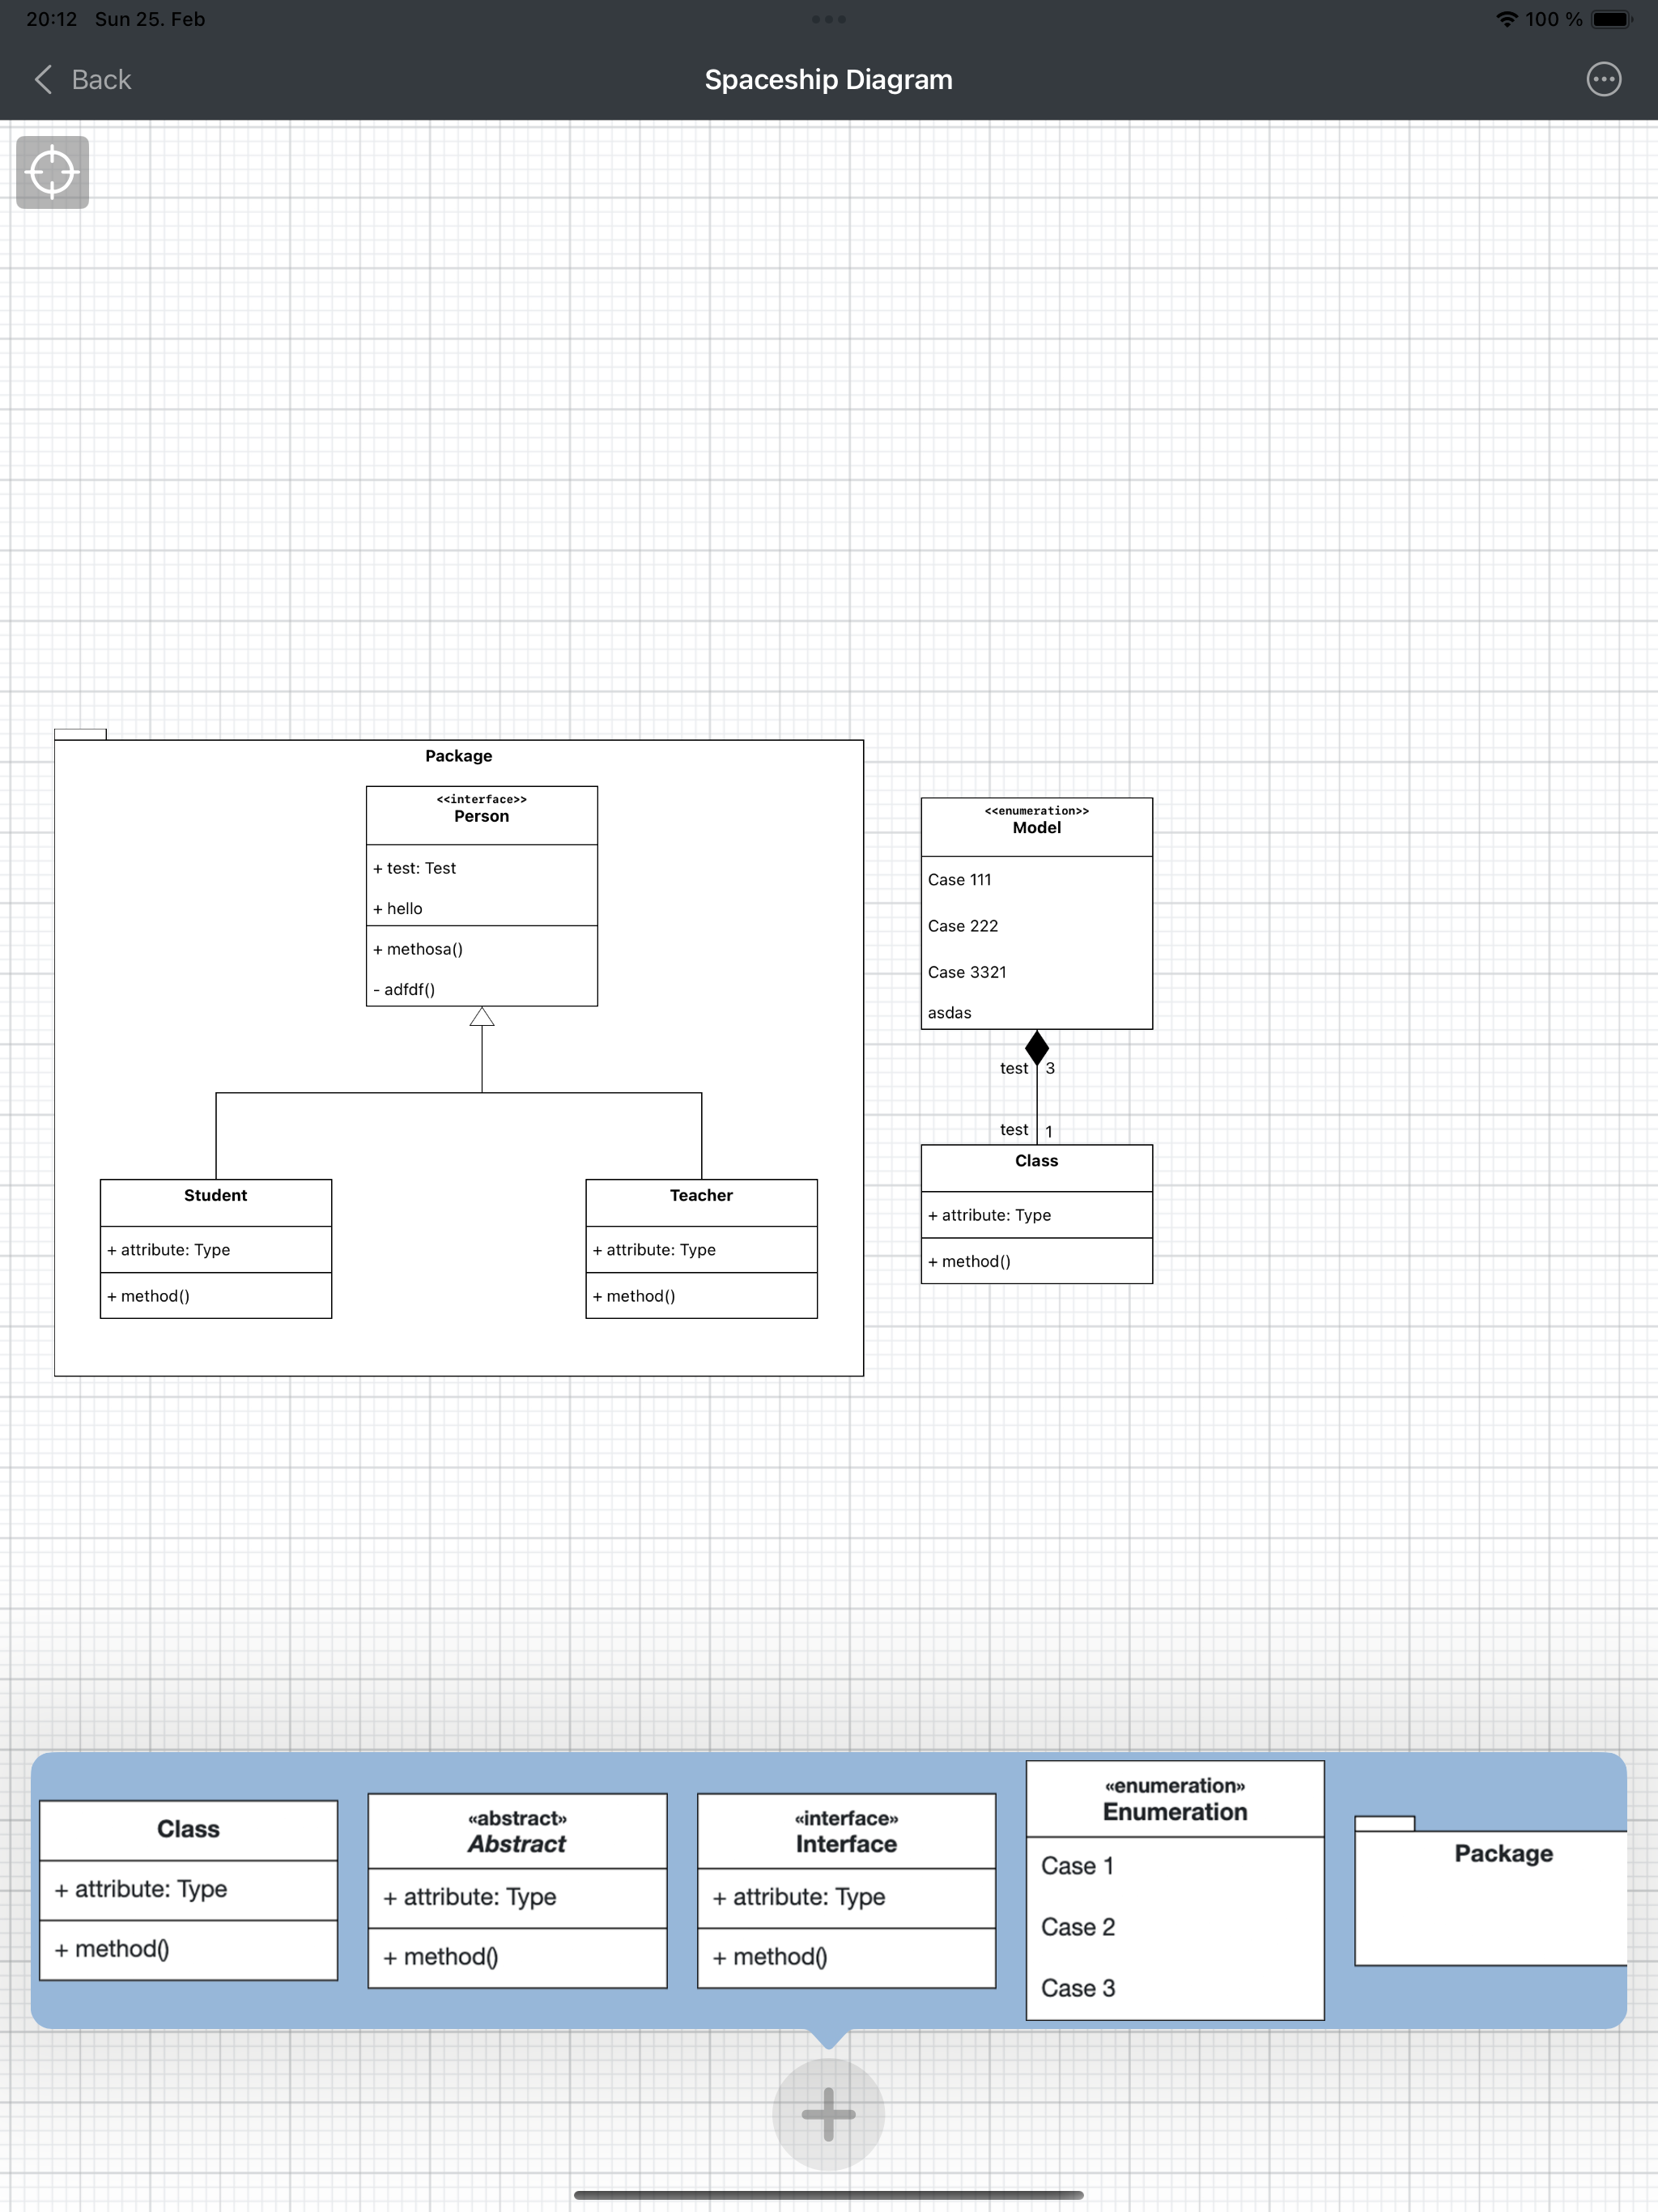 20:12 Sun 25. Feb
100 %
Back
Spaceship Diagram
Package
<<interface>>
Person
+ test: Test
+ hello
+ methosa()
- adfdf()
Student
+ attribute: Type
+ method()
Teacher
+ attribute: Type
+ method()
<<enumeration>>
Model
Case 111
Case 222
Case 3321
asdas
test 3
test 1
Class
+ attribute: Type
+ method()
Class
+ attribute: Type
+ method()
«abstract»
Abstract
+ attribute: Type
+ method()
«interface»
Interface
+ attribute: Type
+ method()
«enumeration»
Enumeration
Case 1
Case 2
Case 3
Package